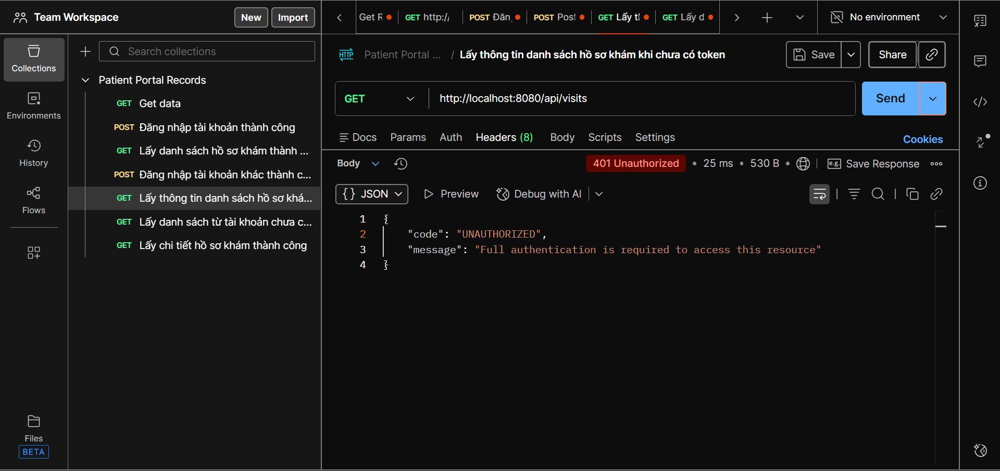 Team Workspace
New
Import
Get R
GET http://
POST Đăn
POST Post
GET Lấy tl
GET Lấy d
No environment
Collections
Environments
History
Flows
Files
BETA
Search collections
Patient Portal Records
GET Get data
POST Đăng nhập tài khoản thành công
GET Lấy danh sách hồ sơ khám thành ...
POST Đăng nhập tài khoản khác thành c...
GET Lấy thông tin danh sách hồ sơ khá...
GET Lấy danh sách từ tài khoản chưa c...
GET Lấy chi tiết hồ sơ khám thành công
HTTP Patient Portal ... / Lấy thông tin danh sách hồ sơ khám khi chưa có token
Save
Share
GET http://localhost:8080/api/visits
Send
Docs Params Auth Headers (8) Body Scripts Settings
Cookies
Body
401 Unauthorized • 25 ms • 530 B •
e.g. Save Response
{} JSON
Preview
Debug with AI
1 {
2 "code": "UNAUTHORIZED",
3 "message": "Full authentication is required to access this resource"
4 }